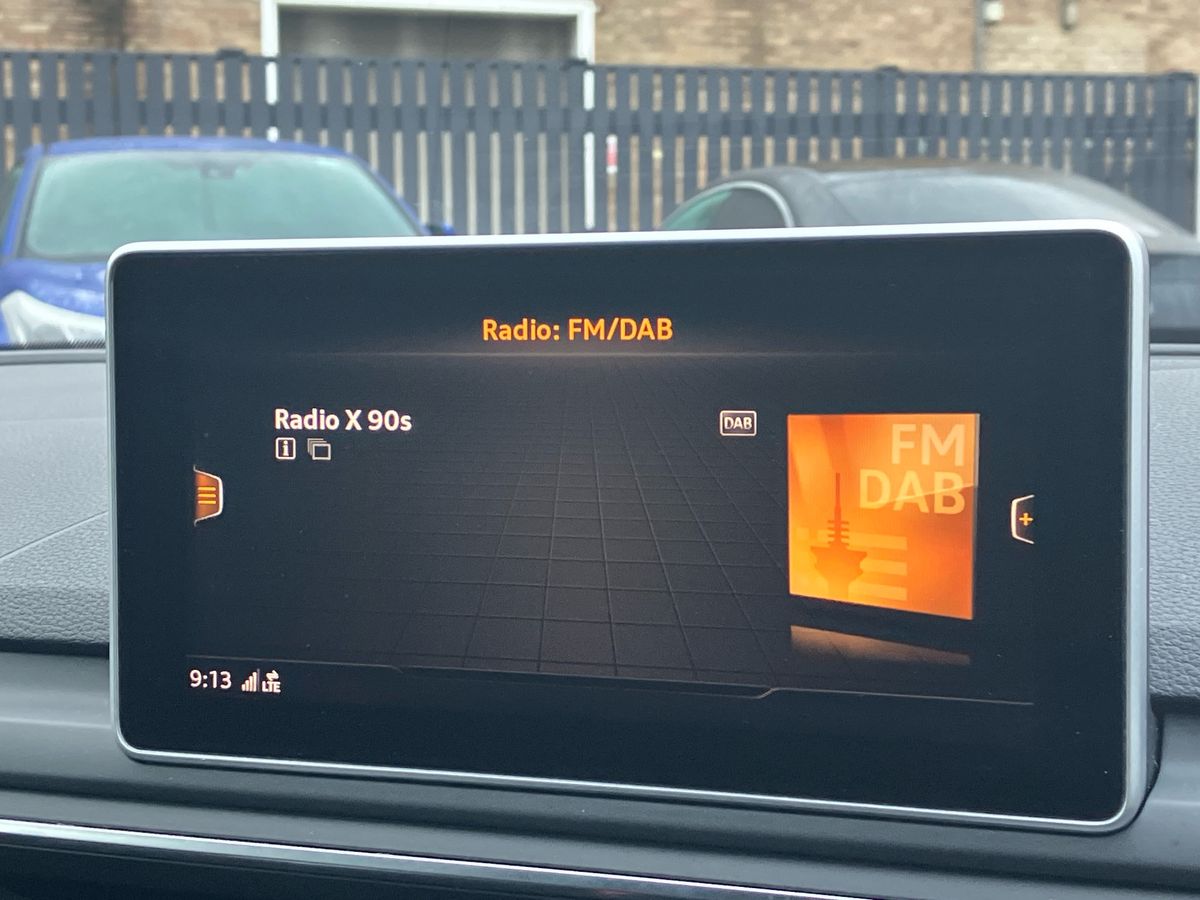 Radio: FM/DAB
Radio X 90s
DAB
i
FM
DAB
9:13 LTE